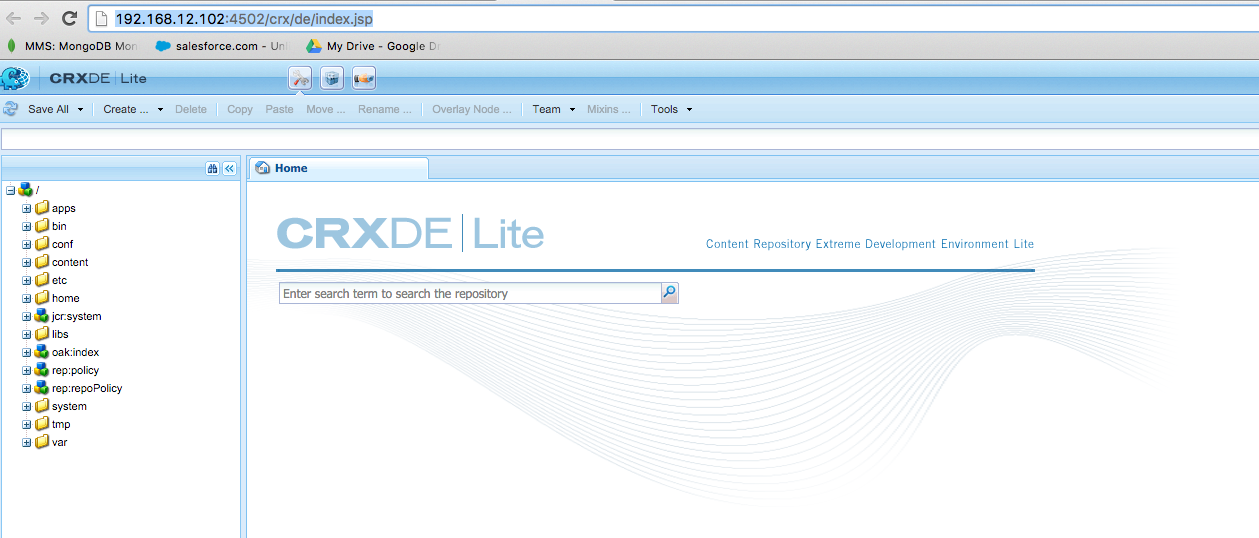 192.168.12.102:4502/crx/de/index.jsp
MMS: MongoDB Mon salesforce.com - Unl My Drive - Google Dr
CRXDE Lite
Save All Create ... Delete Copy Paste Move ... Rename ... Overlay Node ... Team Mixins ... Tools
Home
/
apps
bin
conf
content
etc
home
jcr:system
libs
oak:index
rep:policy
rep:repoPolicy
system
tmp
var
CRXDE Lite
Content Repository Extreme Development Environment Lite
Enter search term to search the repository